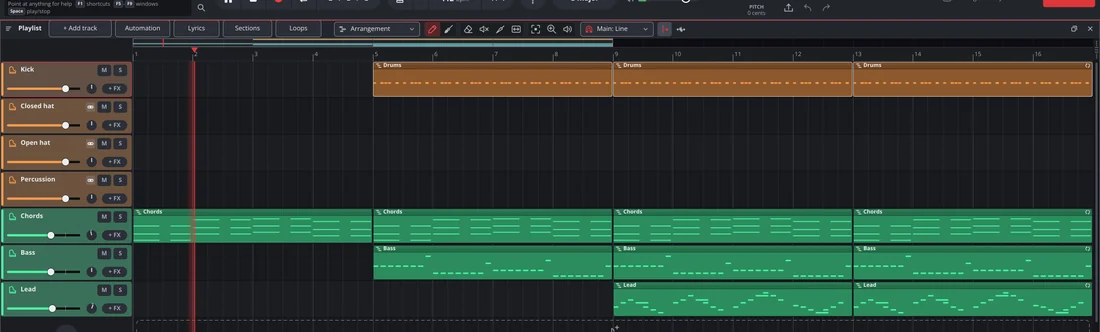 Point at anything for help F1 shortcuts F5 F9 windows
Space play/stop
PITCH
0 cents
Playlist + Add track Automation Lyrics Sections Loops Arrangement Main: Line
1 2 3 4 5 6 7 8 9 10 11 12 13 14 15 16
Kick M S
+ FX
Drums Drums Drums
Closed hat M S
+ FX
Open hat M S
+ FX
Percussion M S
+ FX
Chords M S
+ FX
Chords Chords Chords Chords
Bass M S
+ FX
Bass Bass Bass
Lead M S
+ FX
Lead Lead